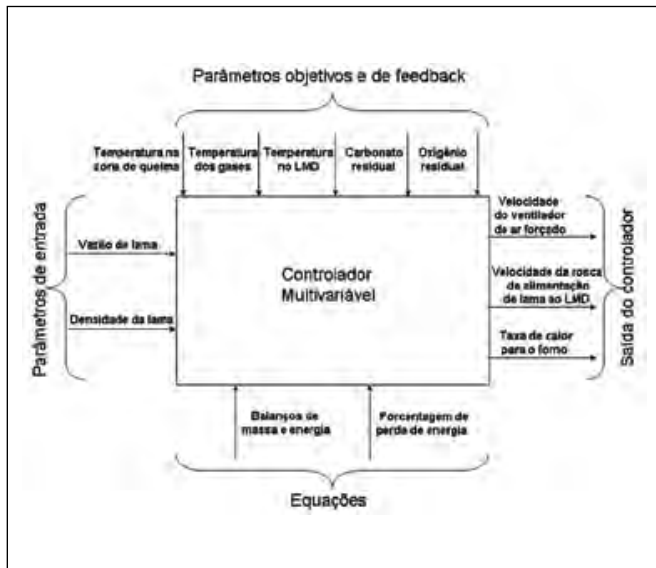 Parâmetros objetivos e de feedback
Temperatura na
zona de queima
Temperatura
dos gases
Temperatura
no LMD
Carbonato
residual
Oxigênio
residual
Parâmetros de entrada
Vazão de lama
Densidade da lama
Controlador
Multivariável
Velocidade
do ventilador
de ar forçado
Velocidade da rosca
de alimentação
de lama ao LMD
Taxa de calor
para o forno
Saída do controlador
Balanços de
massa e energia
Porcentagem de
perda de energia
Equações